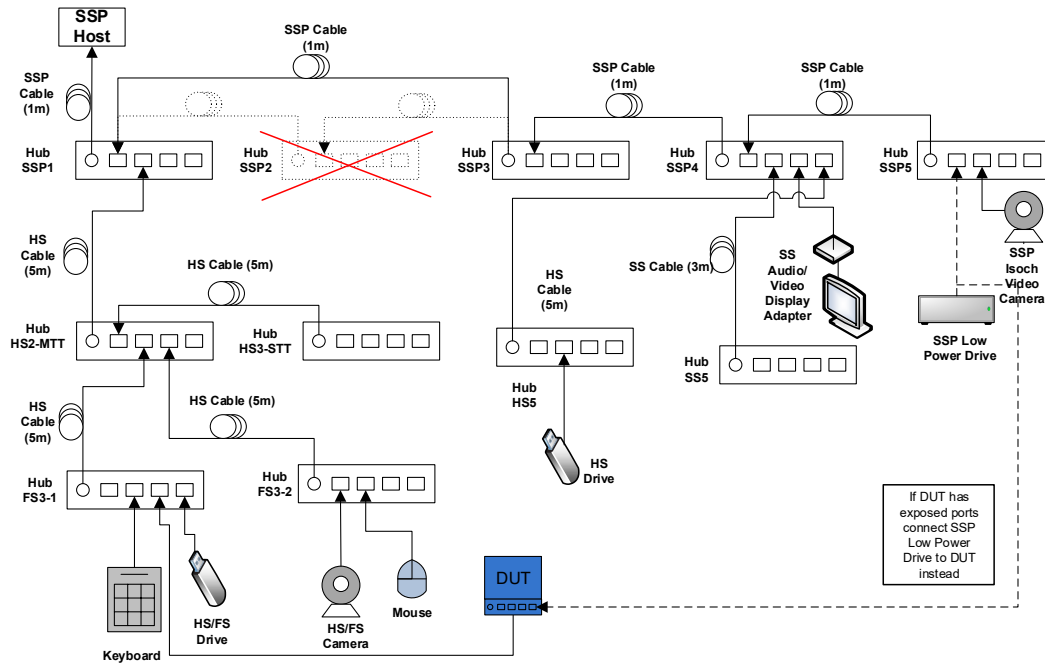 SSP
Host
SSP
Cable
(1m)
SSP Cable
(1m)
SSP Cable
(1m)
SSP Cable
(1m)
Hub
SSP1
Hub
SSP2
Hub
SSP3
Hub
SSP4
Hub
SSP5
HS
Cable
(5m)
HS Cable (5m)
HS
Cable
(5m)
SS Cable (3m)
SS
Audio/
Video
Display
Adapter
SSP
Isoch
Video
Camera
SSP Low
Power Drive
Hub
HS2-MTT
Hub
HS3-STT
Hub
HS5
Hub
SS5
HS
Cable
(5m)
HS Cable (5m)
HS
Drive
Hub
FS3-1
Hub
FS3-2
If DUT has
exposed ports
connect SSP
Low Power
Drive to DUT
instead
DUT
Keyboard
HS/FS
Drive
HS/FS
Camera
Mouse